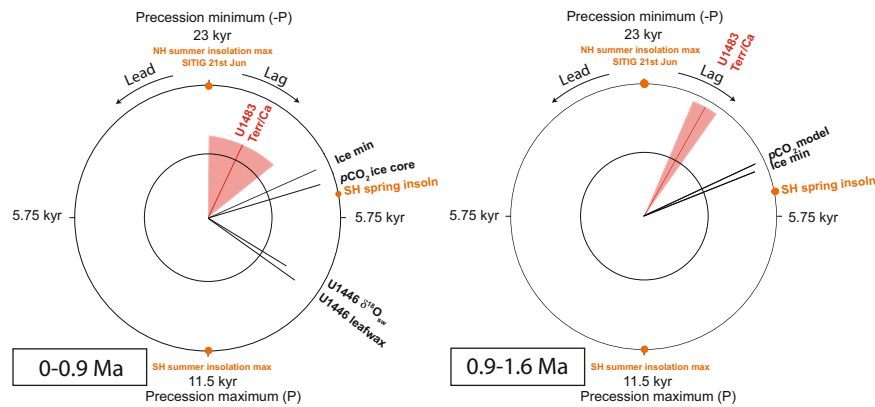 Precession minimum (-P)
23 kyr
NH summer insolation max
SITIG 21st Jun
Lead
Lag
U1483
Terr/Ca
Ice min
pCO₂ ice core
SH spring insoln
5.75 kyr
5.75 kyr
U1446 δ¹⁸Osw
U1446 leafwax
SH summer insolation max
11.5 kyr
Precession maximum (P)
0-0.9 Ma
Precession minimum (-P)
23 kyr
NH summer insolation max
SITIG 21st Jun
Lead
Lag
U1483
Terr/Ca
pCO₂ model
Ice min
SH spring insoln
5.75 kyr
5.75 kyr
SH summer insolation max
11.5 kyr
Precession maximum (P)
0.9-1.6 Ma